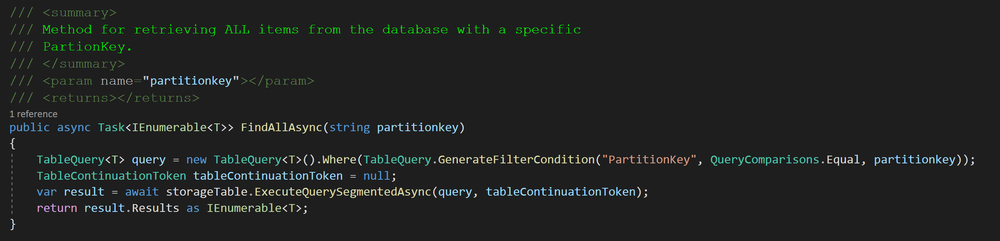 /// <summary>
/// Method for retrieving ALL items from the database with a specific
/// PartionKey.
/// </summary>
/// <param name="partitionkey"></param>
/// <returns></returns>
1 reference
public async Task<IEnumerable<T>> FindAllAsync(string partitionkey)
{
    TableQuery<T> query = new TableQuery<T>().Where(TableQuery.GenerateFilterCondition("PartitionKey", QueryComparisons.Equal, partitionkey));
    TableContinuationToken tableContinuationToken = null;
    var result = await storageTable.ExecuteQuerySegmentedAsync(query, tableContinuationToken);
    return result.Results as IEnumerable<T>;
}